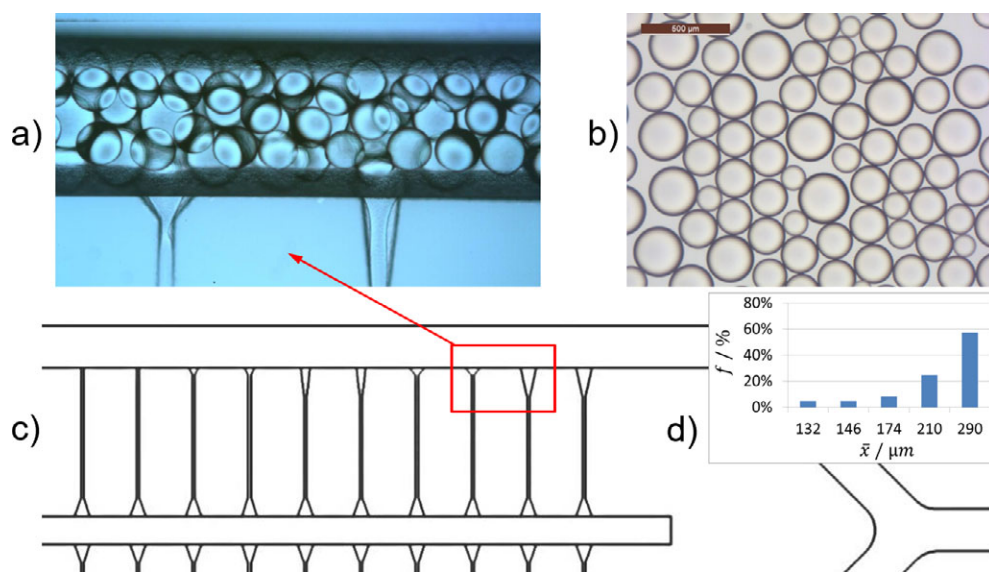 a)
b)
500 µm
c)
d)
80%
60%
40%
20%
0%
f / %
132 146 174 210 290
x̄ / µm